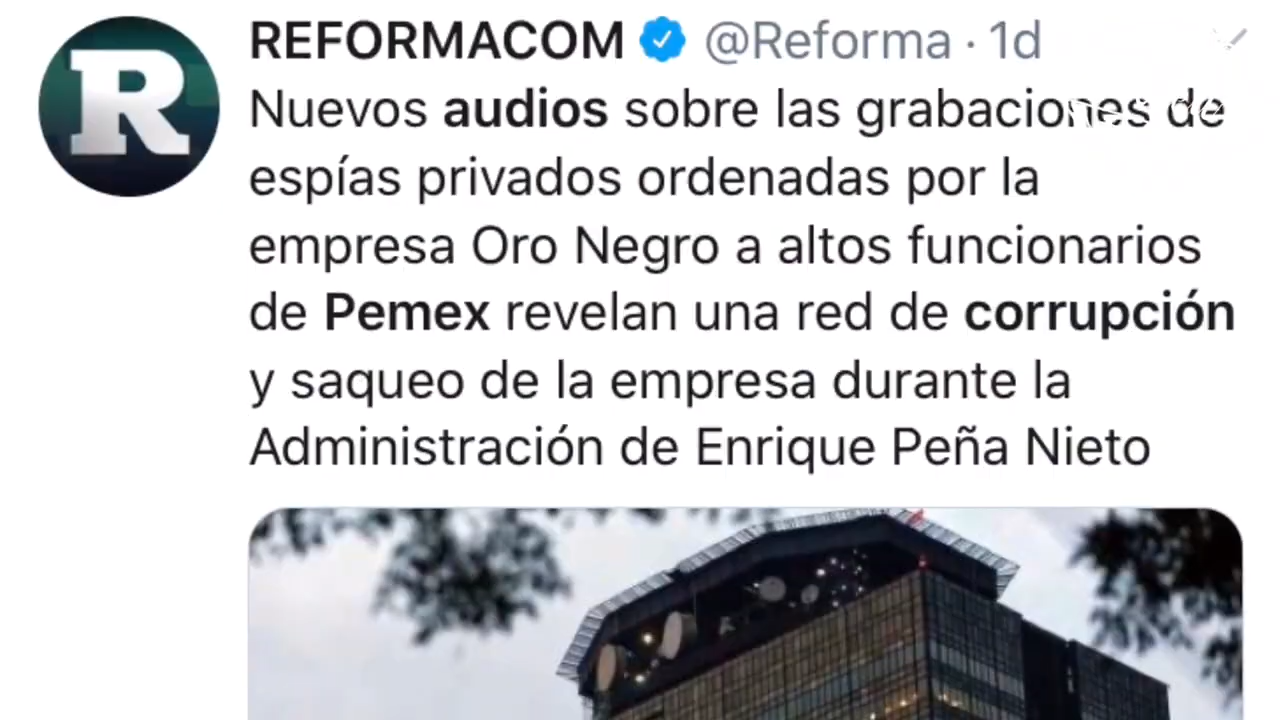 R
REFORMACOM @Reforma · 1d
Nuevos audios sobre las grabaciones de
espías privados ordenadas por la
empresa Oro Negro a altos funcionarios
de Pemex revelan una red de corrupción
y saqueo de la empresa durante la
Administración de Enrique Peña Nieto